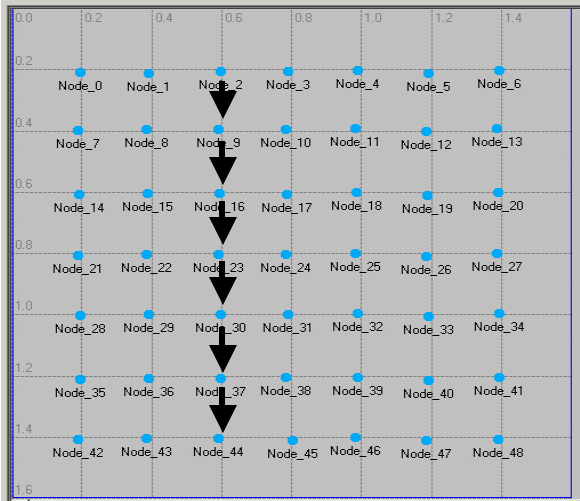 0.0 0.2 0.4 0.6 0.8 1.0 1.2 1.4
0.2
Node_0 Node_1 Node_2 Node_3 Node_4 Node_5 Node_6
0.4
Node_7 Node_8 Node_9 Node_10 Node_11 Node_12 Node_13
0.6
Node_14 Node_15 Node_16 Node_17 Node_18 Node_19 Node_20
0.8
Node_21 Node_22 Node_23 Node_24 Node_25 Node_26 Node_27
1.0
Node_28 Node_29 Node_30 Node_31 Node_32 Node_33 Node_34
1.2
Node_35 Node_36 Node_37 Node_38 Node_39 Node_40 Node_41
1.4
Node_42 Node_43 Node_44 Node_45 Node_46 Node_47 Node_48
1.6